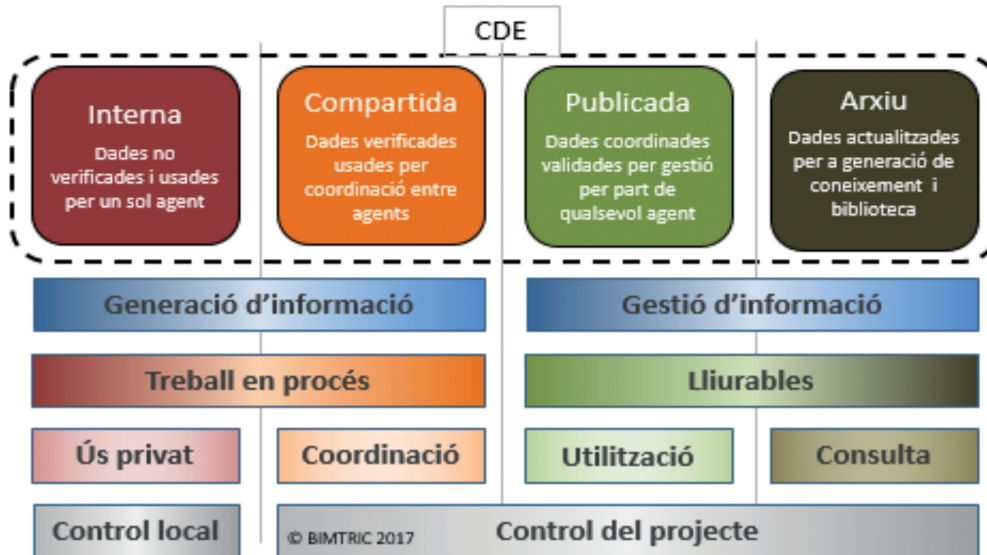 CDE
Interna
Dades no
verificades i usades
per un sol agent
Compartida
Dades verificades
usades per
coordinació entre
agents
Publicada
Dades coordinades
validades per gestió
per part de
qualsevol agent
Arxiu
Dades actualitzades
per a generació de
coneixement i
biblioteca
Generació d'informació
Gestió d'informació
Treball en procés
Lliurables
Ús privat
Coordinació
Utilització
Consulta
Control local
© BIMTRIC 2017
Control del projecte